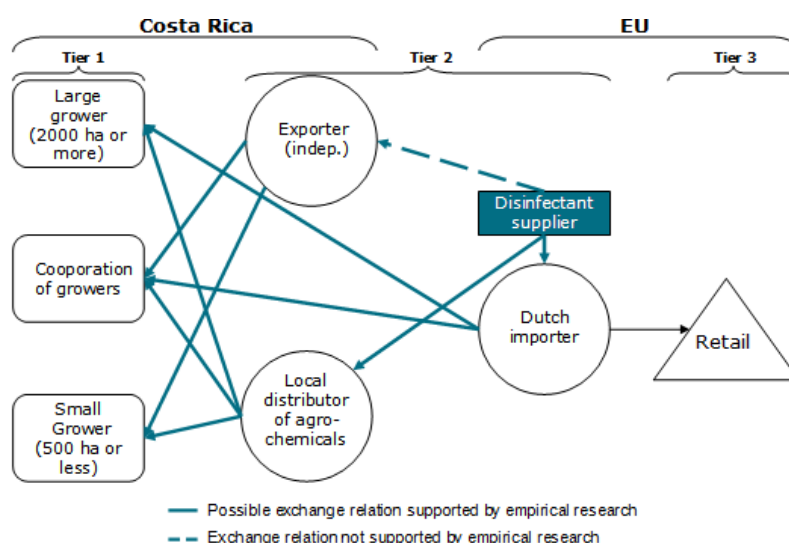 Costa Rica
EU
Tier 1
Tier 2
Tier 3
Large
grower
(2000 ha or
more)
Exporter
(indep.)
Disinfectant
supplier
Cooporation
of growers
Dutch
importer
Retail
Small
Grower
(500 ha or
less)
Local
distributor
of agro-
chemicals
Possible exchange relation supported by empirical research
Exchange relation not supported by empirical research